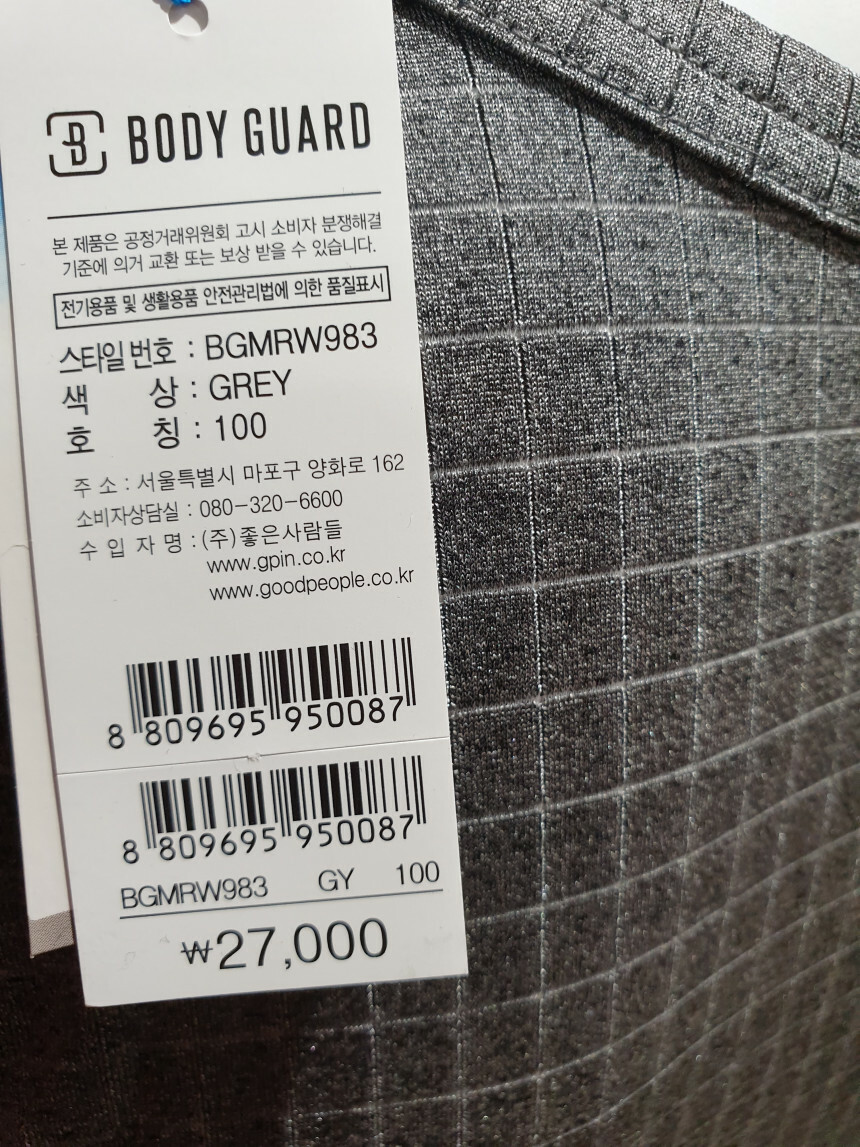 B BODY GUARD
본 제품은 공정거래위원회 고시 소비자 분쟁해결
기준에 의거 교환 또는 보상 받을 수 있습니다.
전기용품 및 생활용품 안전관리법에 의한 품질표시
스타일 번호 : BGMRW983
색 상 : GREY
호 칭 : 100
주 소 : 서울특별시 마포구 양화로 162
소비자상담실 : 080-320-6600
수 입 자 명 : (주)좋은사람들
www.gpin.co.kr
www.goodpeople.co.kr
8 809695 950087
8 809695 950087
BGMRW983 GY 100
₩27,000